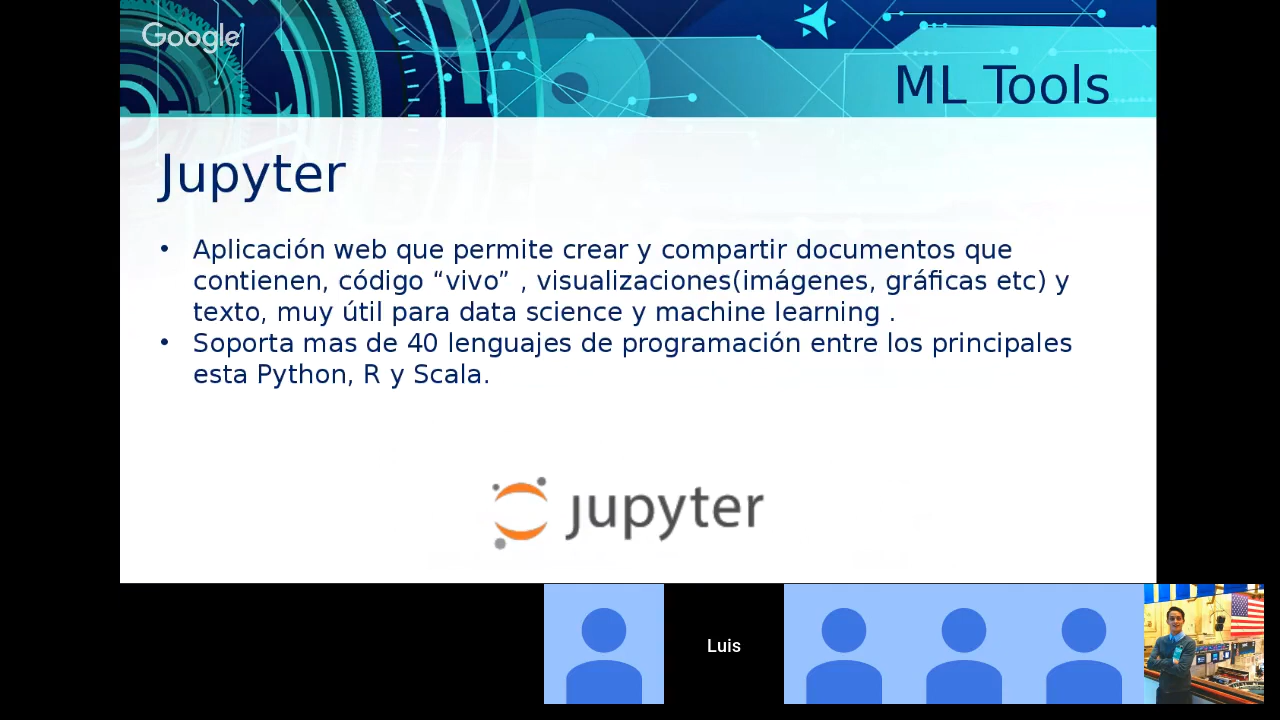 Google
ML Tools
Jupyter
• Aplicación web que permite crear y compartir documentos que
contienen, código “vivo” , visualizaciones(imágenes, gráficas etc) y
texto, muy útil para data science y machine learning .
• Soporta mas de 40 lenguajes de programación entre los principales
esta Python, R y Scala.
jupyter
Luis